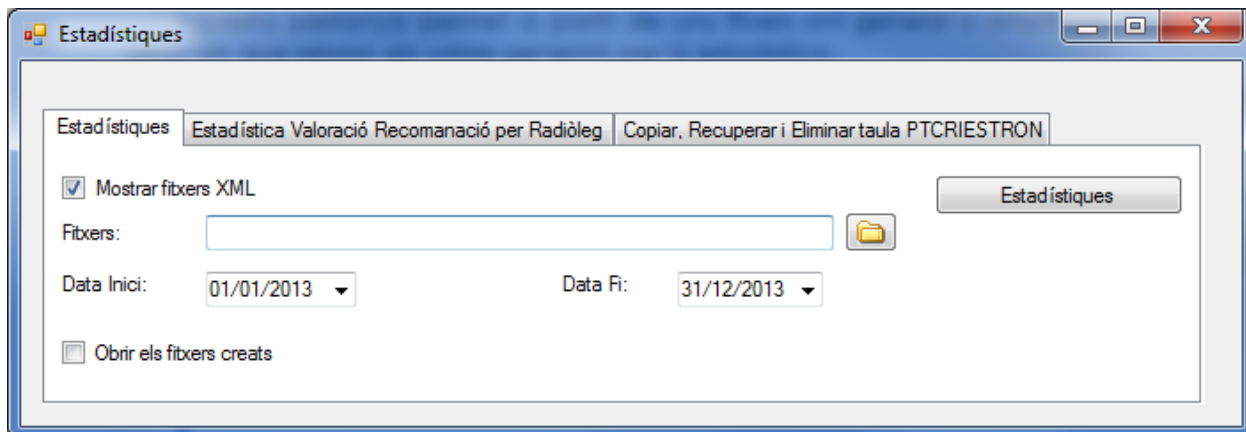 Estadístiques
Estadístiques Estadística Valoració Recomanació per Radiòleg Copiar, Recuperar i Eliminar taula PTCRIESTRON
Mostrar fitxers XML Estadístiques
Fitxers:
Data Inici: 01/01/2013 Data Fi: 31/12/2013
Obrir els fitxers creats